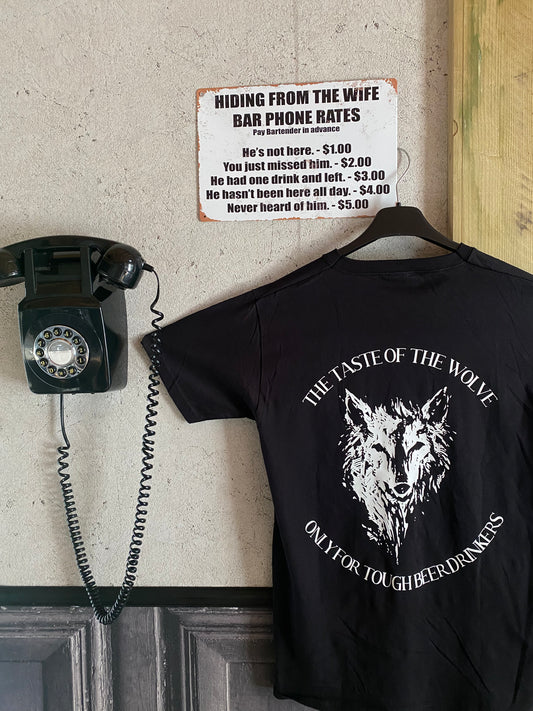 HIDING FROM THE WIFE
BAR PHONE RATES
Pay Bartender in advance
He's not here. - $1.00
You just missed him. - $2.00
He had one drink and left. - $3.00
He hasn't been here all day. - $4.00
Never heard of him. - $5.00
THE TASTE OF THE WOLVE
ONLY FOR TOUGH BEER DRINKERS